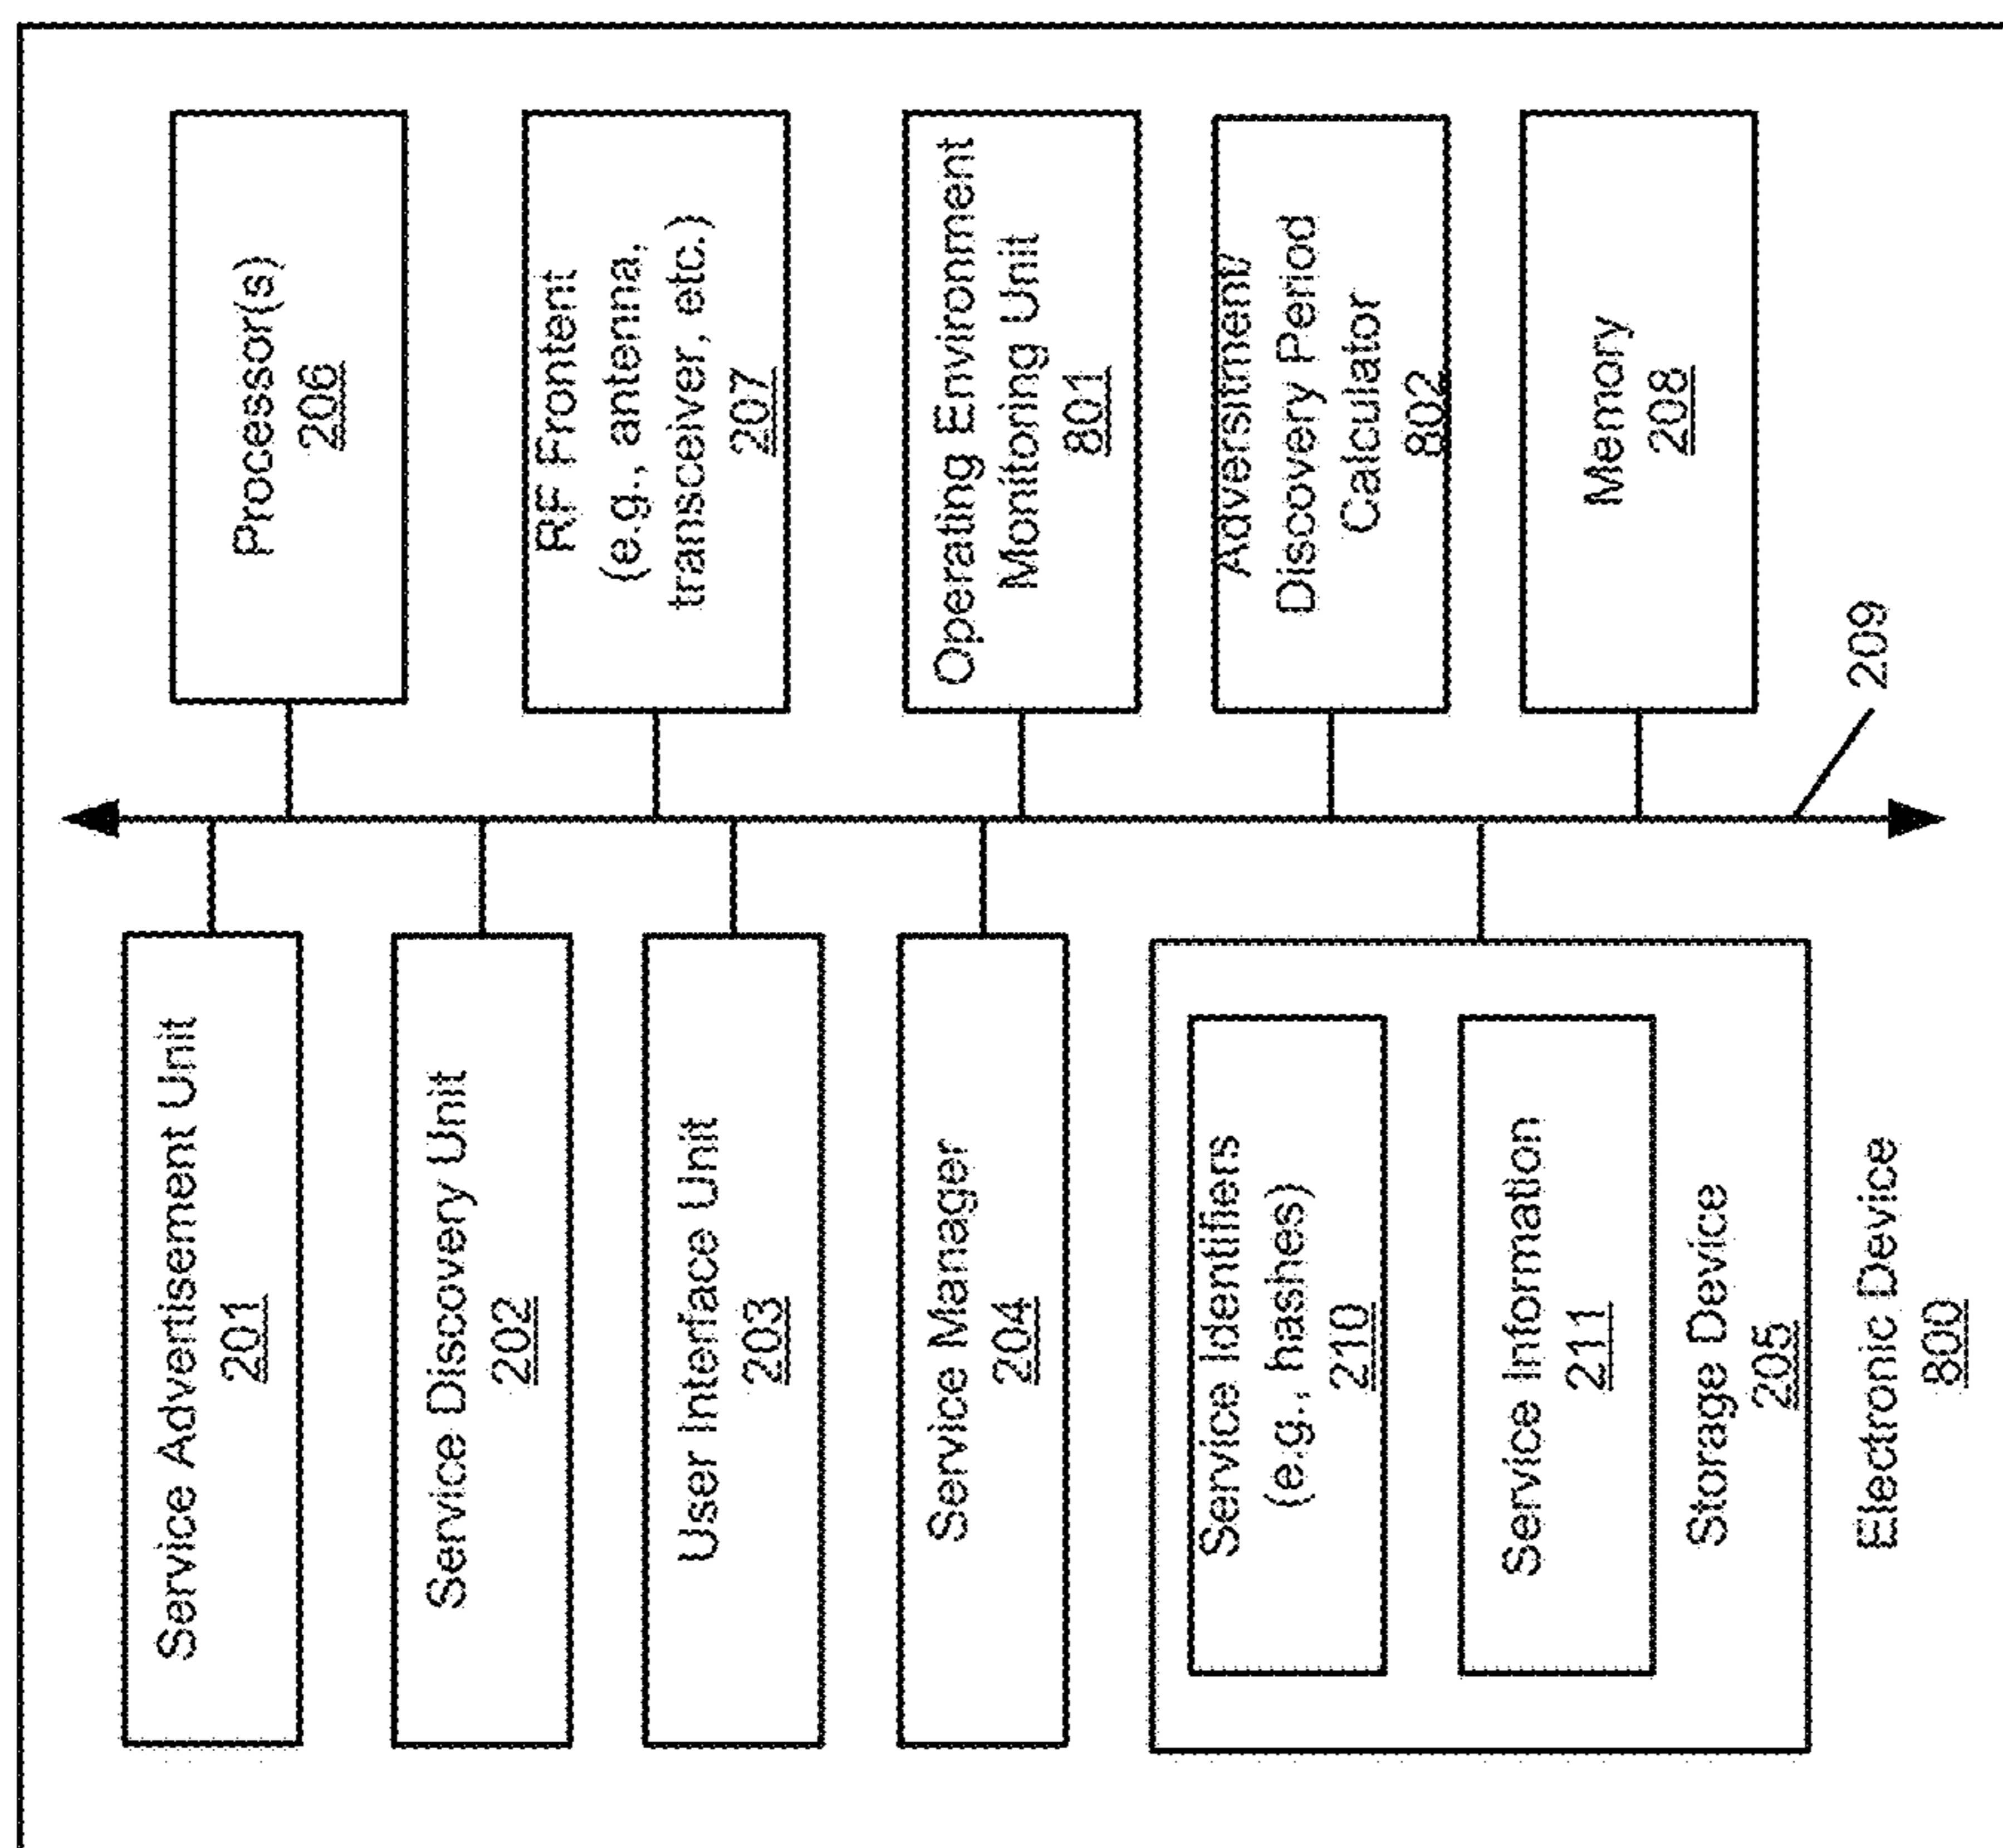 Service Advertisement Unit
201
Service Discovery Unit
202
User Interface Unit
203
Service Manager
204
Service Identifiers
(e.g., hashes)
210
Service Information
211
Storage Device
205
Electronic Device
800
Processor(s)
206
RF Frontent
(e.g., antenna,
transceiver, etc.)
207
Operating Environment
Monitoring Unit
801
Adversitment/
Discovery Period
Calculator
802
Memory
208
209